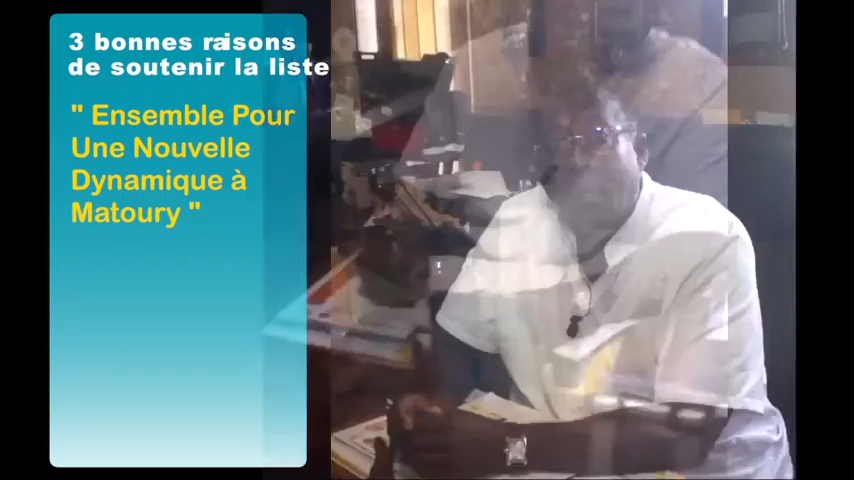 3 bonnes raisons
de soutenir la liste
" Ensemble Pour
Une Nouvelle
Dynamique à
Matoury "